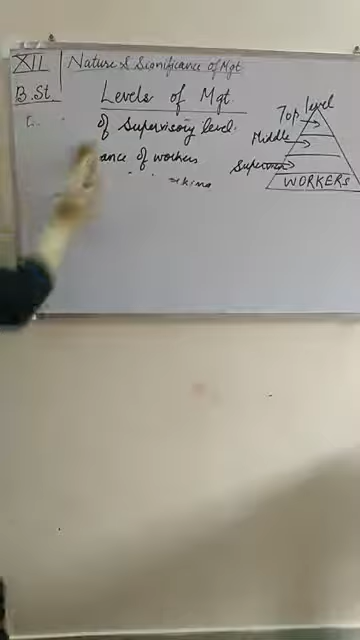 XII
Nature & Significance of Mgt
B.St.
Levels of Mgt.
Top level
Middle
Supervisor
WORKERS
of Supervisory level.
ance of workers